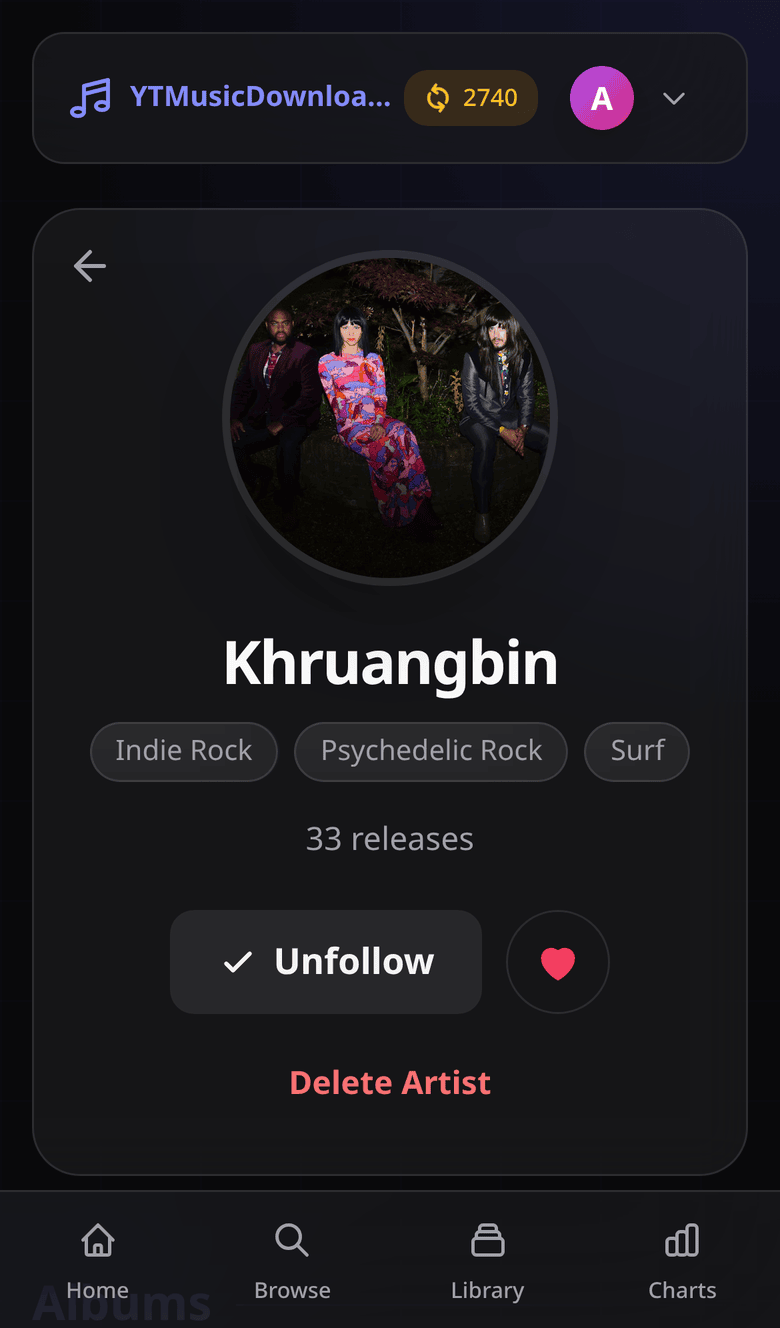 YTMusicDownloa...
2740
A
Khruangbin
Indie Rock
Psychedelic Rock
Surf
33 releases
Unfollow
Delete Artist
Albums
Home
Browse
Library
Charts